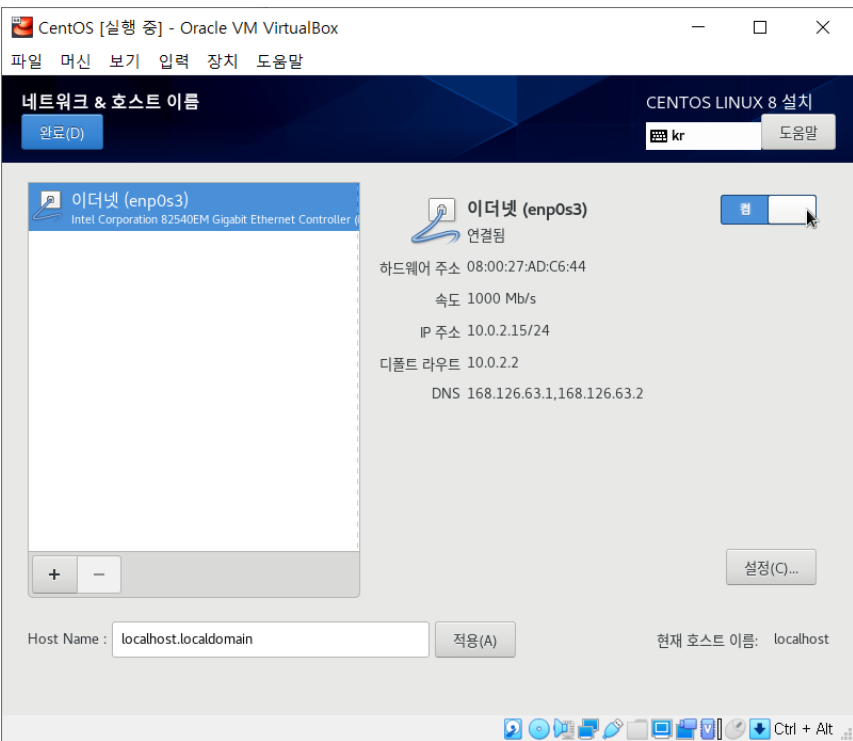 CentOS [실행 중] - Oracle VM VirtualBox
파일 머신 보기 입력 장치 도움말
네트워크 & 호스트 이름
CENTOS LINUX 8 설치
완료(D)
kr
도움말
이더넷 (enp0s3)
Intel Corporation 82540EM Gigabit Ethernet Controller (
이더넷 (enp0s3)
연결됨
켬
하드웨어 주소 08:00:27:AD:C6:44
속도 1000 Mb/s
IP 주소 10.0.2.15/24
디폴트 라우트 10.0.2.2
DNS 168.126.63.1,168.126.63.2
+ −
설정(C)...
Host Name : localhost.localdomain 적용(A) 현재 호스트 이름: localhost
Ctrl + Alt